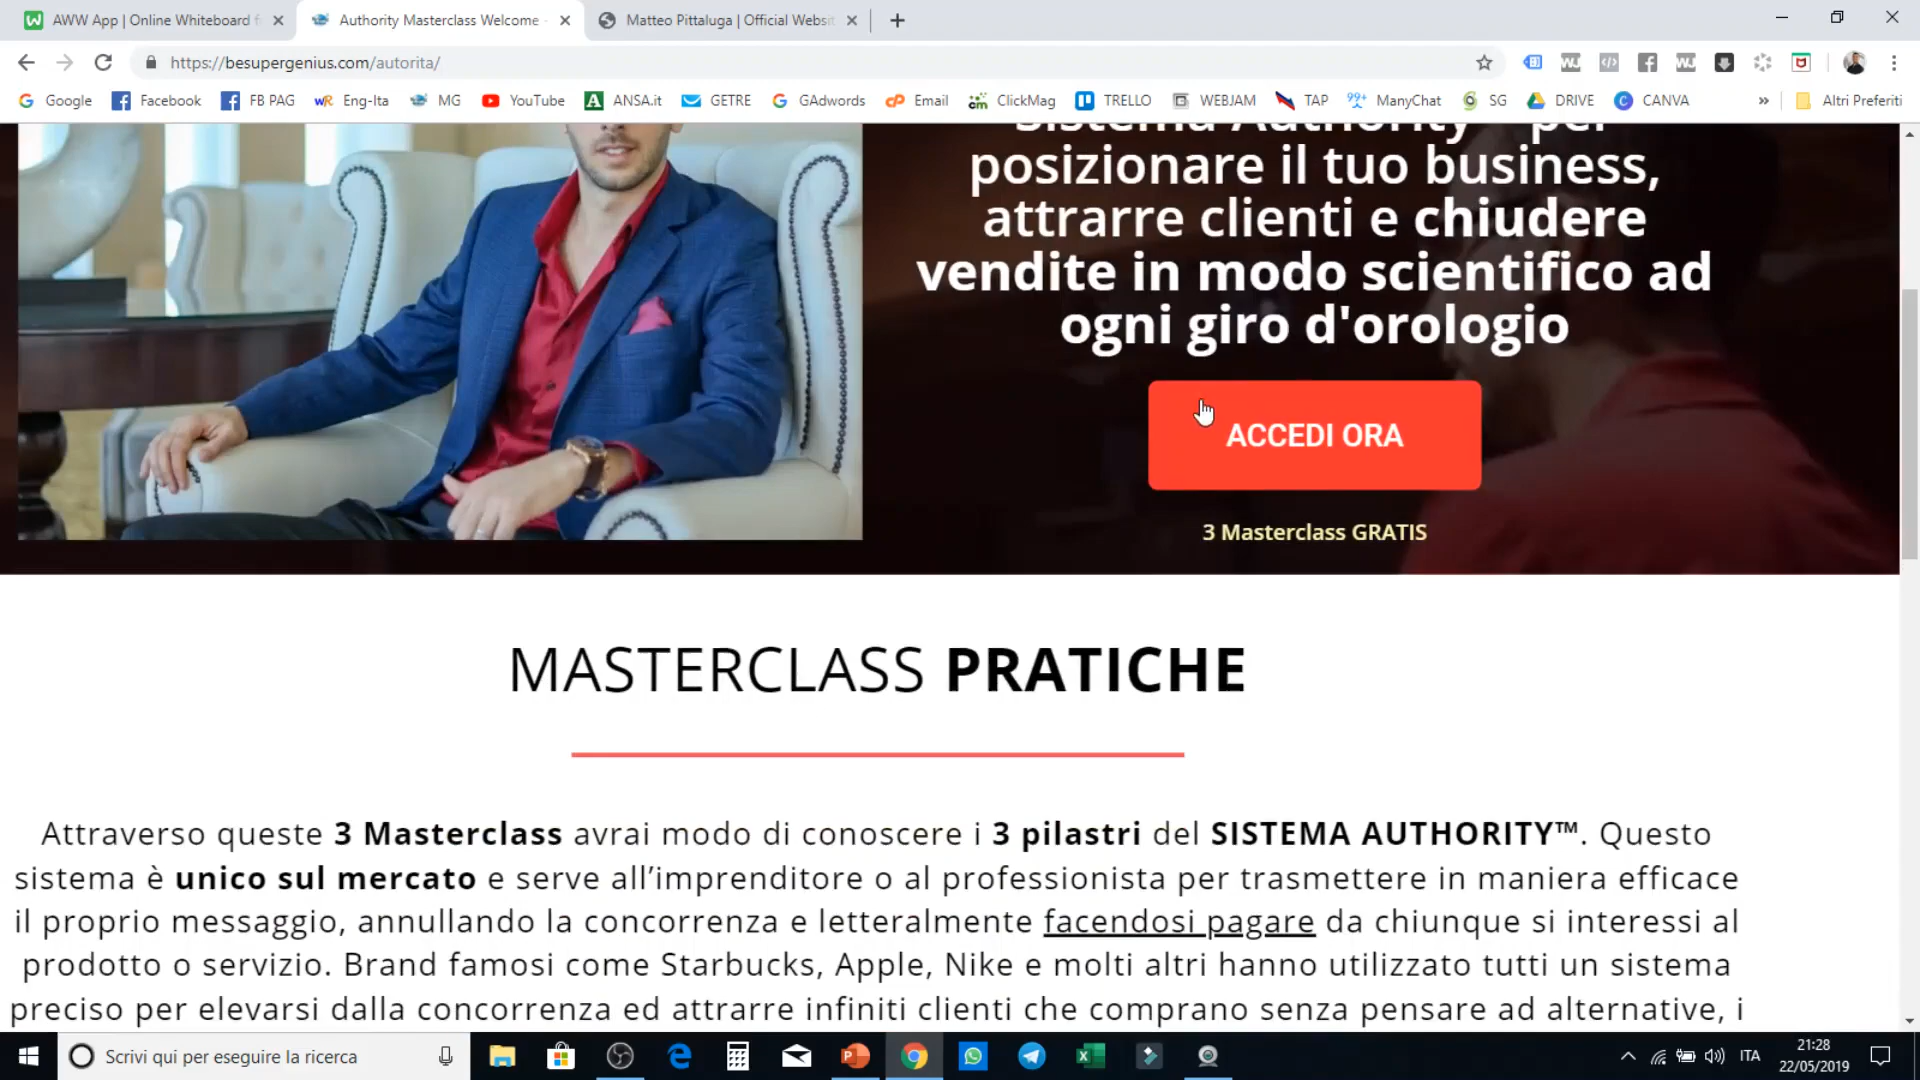 AWW App | Online Whiteboard f
Authority Masterclass Welcome -
Matteo Pittaluga | Official Websit
https://besupergenius.com/autorita/
Google
Facebook
FB PAG
Eng-Ita
MG
YouTube
ANSA.it
GETRE
GAdwords
Email
ClickMag
TRELLO
WEBJAM
TAP
99+
ManyChat
SG
DRIVE
CANVA
»
Altri Preferiti
Sistema Authority™ per
posizionare il tuo business,
attrarre clienti e chiudere
vendite in modo scientifico ad
ogni giro d'orologio
ACCEDI ORA
3 Masterclass GRATIS
MASTERCLASS PRATICHE
Attraverso queste 3 Masterclass avrai modo di conoscere i 3 pilastri del SISTEMA AUTHORITY™. Questo
sistema è unico sul mercato e serve all’imprenditore o al professionista per trasmettere in maniera efficace
il proprio messaggio, annullando la concorrenza e letteralmente facendosi pagare da chiunque si interessi al
prodotto o servizio. Brand famosi come Starbucks, Apple, Nike e molti altri hanno utilizzato tutti un sistema
preciso per elevarsi dalla concorrenza ed attrarre infiniti clienti che comprano senza pensare ad alternative, i
Scrivi qui per eseguire la ricerca
ITA
21:28
22/05/2019